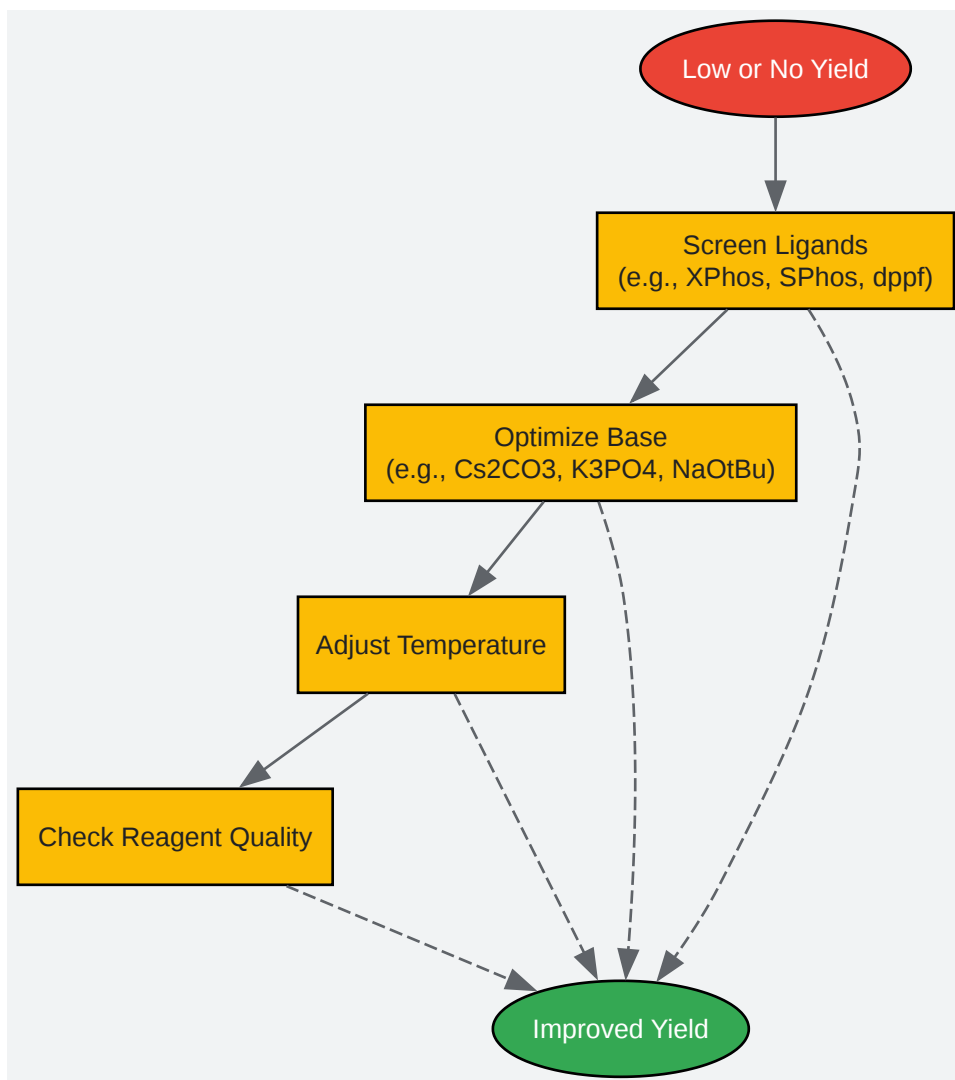 Low or No Yield
Screen Ligands
(e.g., XPhos, SPhos, dppf)
Optimize Base
(e.g., Cs2CO3, K3PO4, NaOtBu)
Adjust Temperature
Check Reagent Quality
Improved Yield